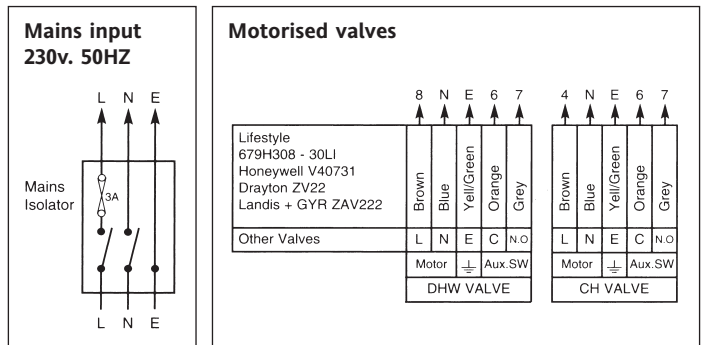 Mains input
230v. 50HZ
L N E
Mains
Isolator
3A
L N E
Motorised valves
8 N E 6 7
4 N E 6 7
Lifestyle
679H308 - 30LI
Honeywell V40731
Drayton ZV22
Landis + GYR ZAV222
Brown Blue Yell/Green Orange Grey
Brown Blue Yell/Green Orange Grey
Other Valves L N E C N.O
L N E C N.O
Motor Aux.SW
Motor Aux.SW
DHW VALVE
CH VALVE